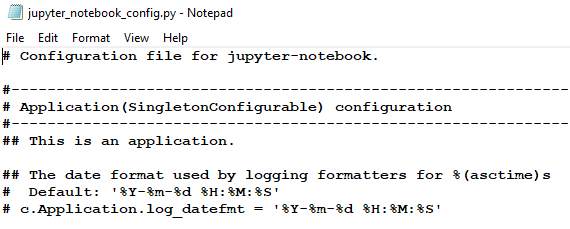 jupyter_notebook_config.py - Notepad
File Edit Format View Help
# Configuration file for jupyter-notebook.
#------------------------------------------------------------------------------
# Application(SingletonConfigurable) configuration
#------------------------------------------------------------------------------
## This is an application.
## The date format used by logging formatters for %(asctime)s
#  Default: '%Y-%m-%d %H:%M:%S'
# c.Application.log_datefmt = '%Y-%m-%d %H:%M:%S'